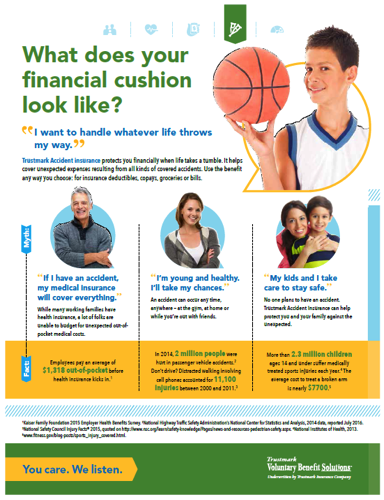 What does your
financial cushion
look like?
“I want to handle whatever life throws
my way.”
Trustmark Accident insurance protects you financially when life takes a tumble. It helps
cover unexpected expenses resulting from all kinds of covered accidents. Use the benefit
any way you choose: for insurance deductibles, copays, groceries or bills.
Myth:
“If I have an accident,
my medical insurance
will cover everything.”
While many working families have
health insurance, a lot of folks are
unable to budget for unexpected out-of-
pocket medical costs.
“I'm young and healthy.
I'll take my chances.”
An accident can occur any time,
anywhere – at the gym, at home or
while you're out with friends.
“My kids and I take
care to stay safe.”
No one plans to have an accident.
Trustmark Accident insurance can help
protect you and your family against the
unexpected.
Fact:
Employees pay an average of
$1,318 out-of-pocket before
health insurance kicks in.¹
In 2014, 2 million people were
hurt in passenger vehicle accidents.²
Don't drive? Distracted walking involving
cell phones accounted for 11,100
injuries between 2000 and 2011.³
More than 2.3 million children
ages 14 and under suffer medically
treated sports injuries each year.⁴ The
average cost to treat a broken arm
is nearly $7700.⁵
¹Kaiser Family Foundation 2015 Employer Health Benefits Survey. ²National Highway Traffic Safety Administration's National Center for Statistics and Analysis, 2014 data, reported July 2016.
³National Safety Council Injury Facts® 2015, quoted on http://www.nsc.org/learn/safety-knowledge/Pages/news-and-resources-pedestrian-safety.aspx. ⁴National Institutes of Health, 2013.
You care. We listen.
Trustmark
Voluntary Benefit Solutions
Underwritten by Trustmark Insurance Company